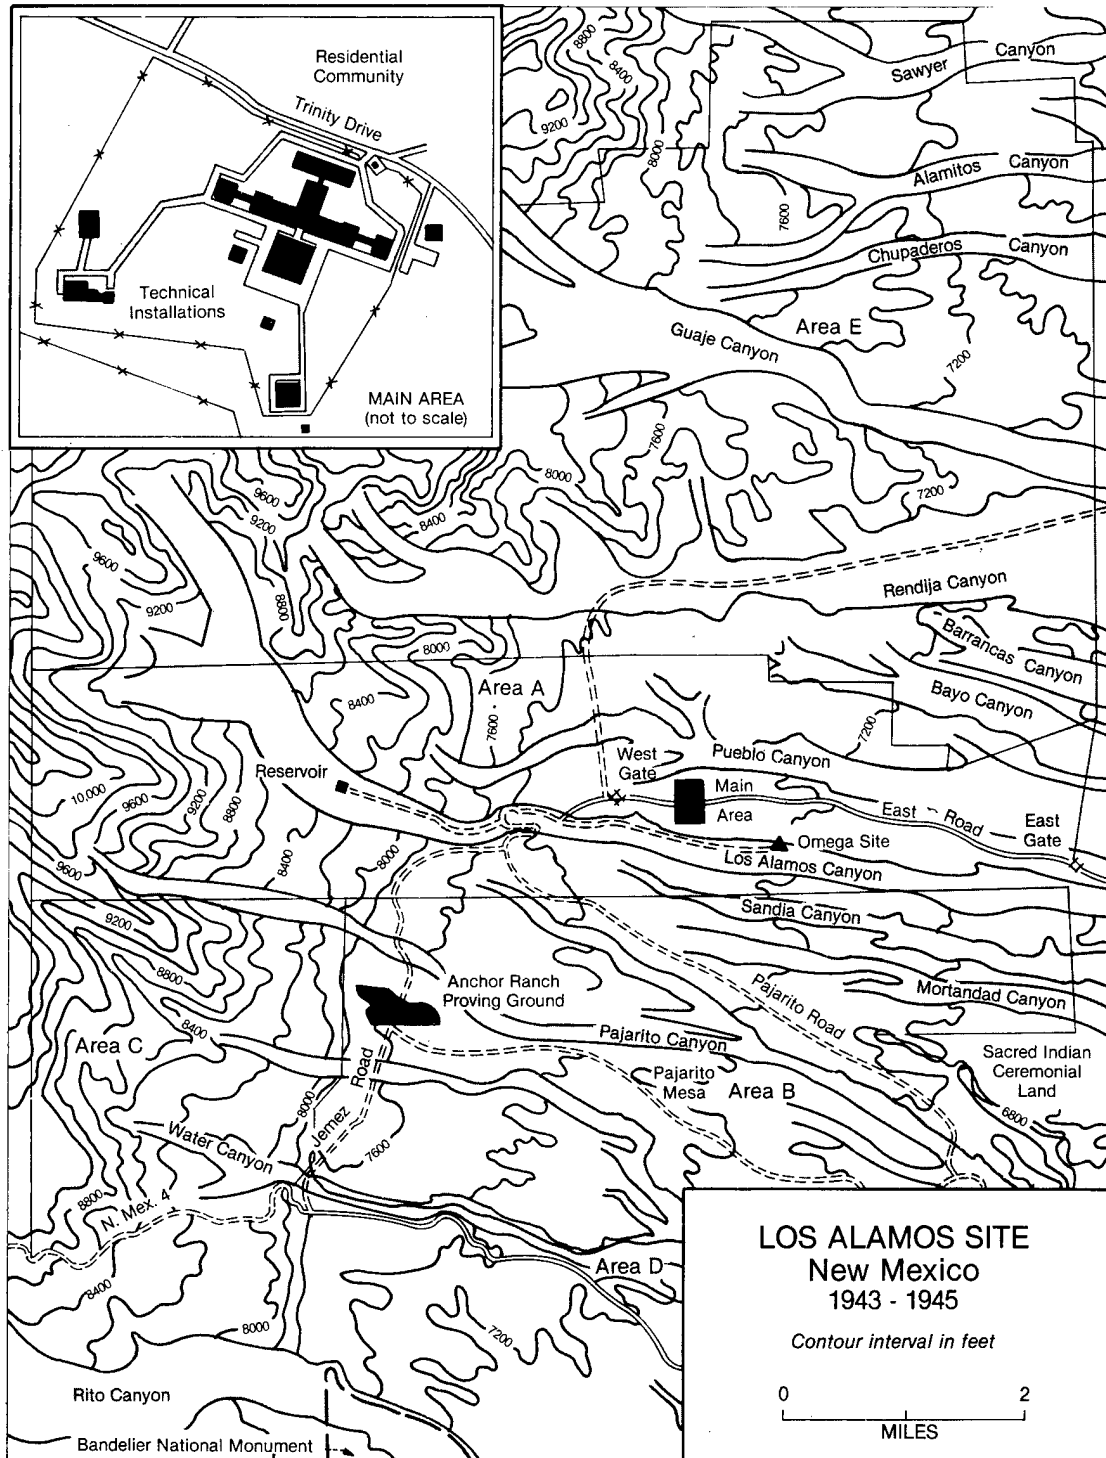 Residential
Community
Trinity Drive
Technical
Installations
MAIN AREA
(not to scale)
8800
8400
9200
8000
7600
Sawyer
Canyon
Alamitos
Canyon
Chupaderos
Canyon
Guaje Canyon
Area E
7200
7600
8000
7200
9600
9200
8400
9600
9200
8800
Rendija Canyon
Barrancas Canyon
Bayo Canyon
8000
8400
Area A
7600
7200
West
Gate
Pueblo Canyon
Reservoir
Main
Area
East Road
East
Gate
Omega Site
Los Alamos Canyon
10,000
9600
9200
8800
8400
8000
9600
9200
8800
8400
Sandia Canyon
Mortandad Canyon
Anchor Ranch
Proving Ground
Pajarito Road
Pajarito Canyon
Area C
Pajarito
Mesa
Area B
Sacred Indian
Ceremonial
Land
6800
8000
Jemez Road
7600
Water Canyon
8800
N. Mex. 4
8400
8000
Area D
7200
Rito Canyon
Bandelier National Monument
LOS ALAMOS SITE
New Mexico
1943 - 1945
Contour interval in feet
0 2
MILES